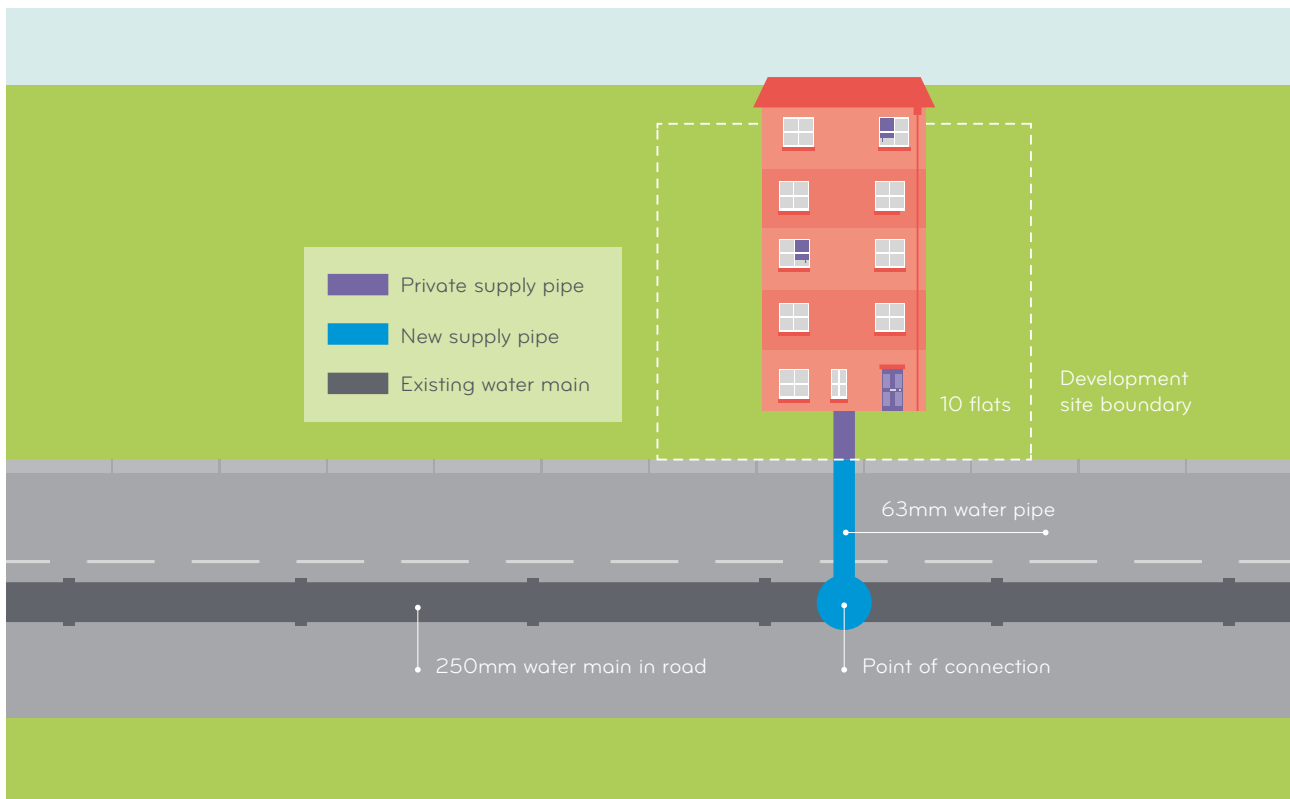 Private supply pipe
New supply pipe
Existing water main
10 flats
Development
site boundary
63mm water pipe
250mm water main in road
Point of connection